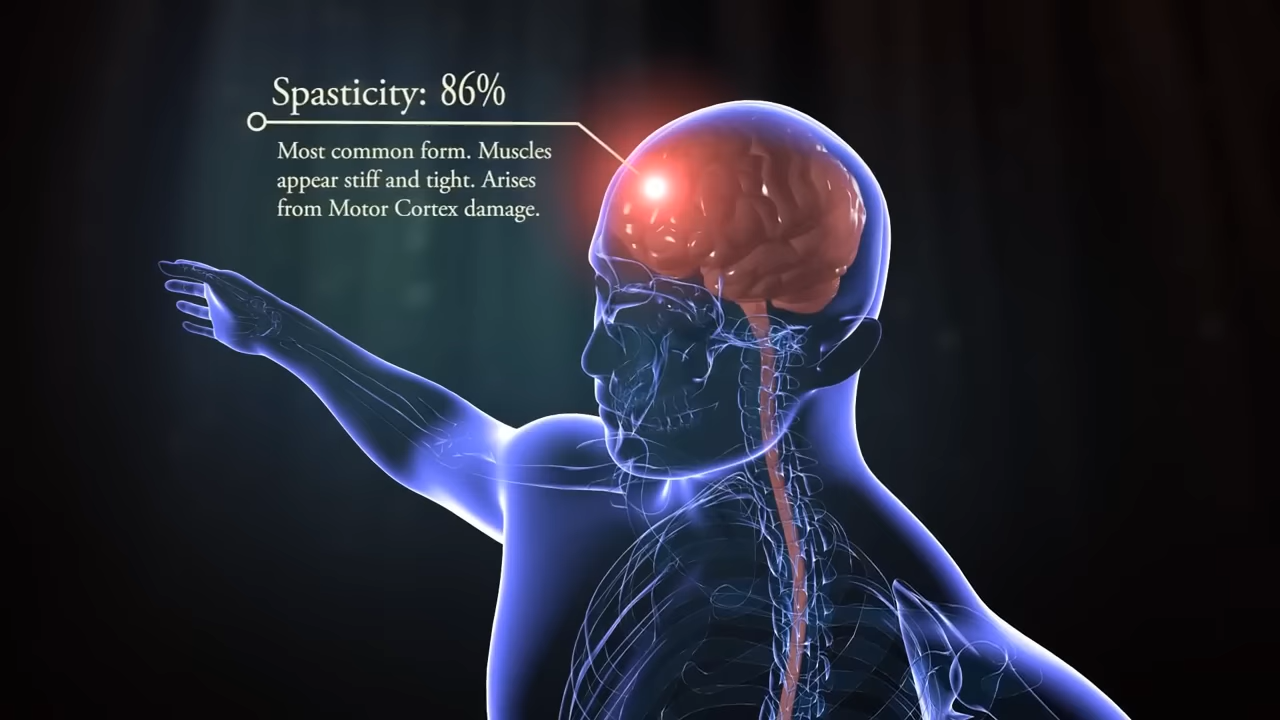 Spasticity: 86%
Most common form. Muscles
appear stiff and tight. Arises
from Motor Cortex damage.